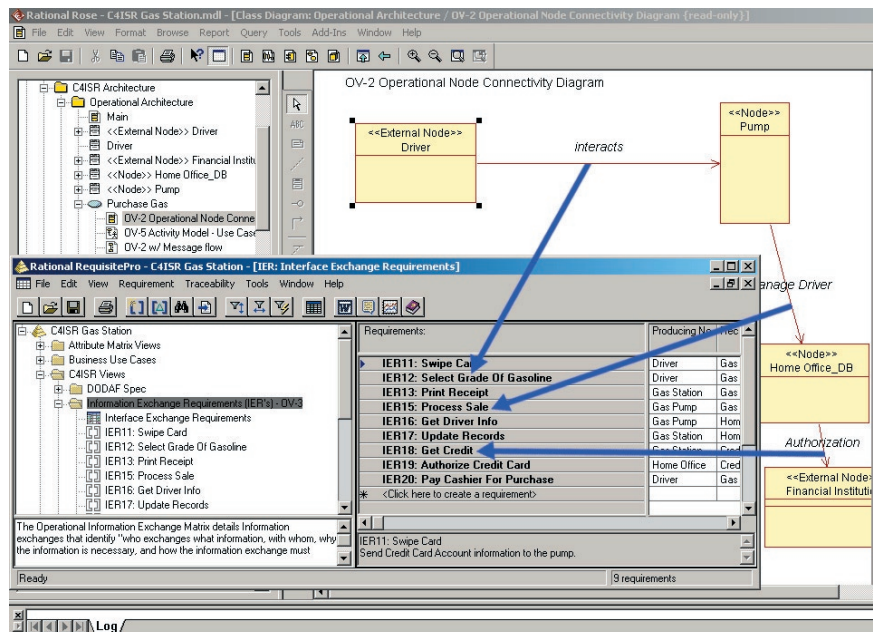 Rational Rose - C4ISR Gas Station.mdl - [Class Diagram: Operational Architecture / OV-2 Operational Node Connectivity Diagram {read-only}]
File Edit View Format Browse Report Query Tools Add-Ins Window Help
C4ISR Architecture
Operational Architecture
Main
<<External Node>> Driver
Driver
<<External Node>> Financial Instit
<<Node>> Home Office_DB
<<Node>> Pump
Purchase Gas
OV-2 Operational Node Conne
OV-5 Activity Model - Use Case
OV-2 w/ Message flow
ABC
OV-2 Operational Node Connectivity Diagram
<<External Node>>
Driver
interacts
<<Node>>
Pump
anage Driver
<<Node>>
Home Office_DB
Authorization
<<External Node>
Financial Instituti
Rational RequisitePro - C4ISR Gas Station - [IER: Interface Exchange Requirements]
File Edit View Requirement Traceability Tools Window Help
C4ISR Gas Station
Attribute Matrix Views
Business Use Cases
C4ISR Views
DODAF Spec
Information Exchange Requirements (IER's) - OV-3
Interface Exchange Requirements
IER11: Swipe Card
IER12: Select Grade Of Gasoline
IER13: Print Receipt
IER15: Process Sale
IER16: Get Driver Info
IER17: Update Records
Requirements: Producing No Rec
IER11: Swipe Card Driver Gas
IER12: Select Grade Of Gasoline Driver Gas
IER13: Print Receipt Gas Station Gas
IER15: Process Sale Gas Pump Gas
IER16: Get Driver Info Gas Pump Hom
IER17: Update Records Gas Station Hom
IER18: Get Credit Gas Station Cred
IER19: Authorize Credit Card Home Office Cred
IER20: Pay Cashier For Purchase Driver Gas
* <Click here to create a requirement>
The Operational Information Exchange Matrix details Information
exchanges that identify "who exchanges what information, with whom, why
the information is necessary, and how the information exchange must
IER11: Swipe Card
Send Credit Card Account information to the pump.
Ready
9 requirements
Log